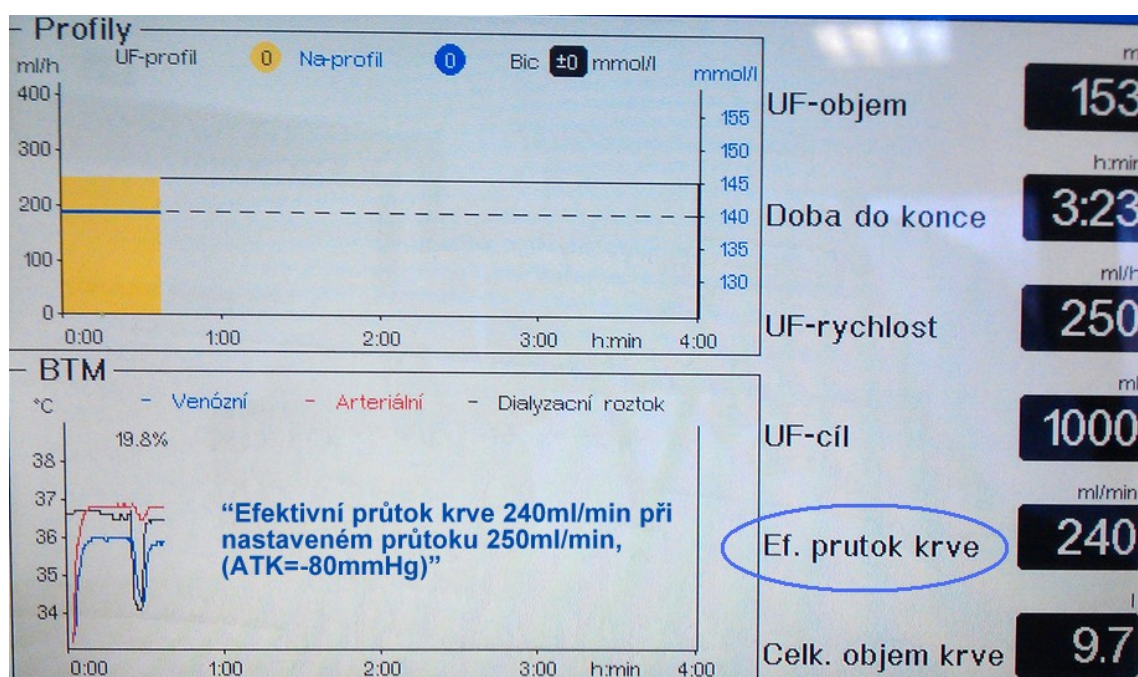 Profily
UF-profil 0 Na-profil 0 Bic ±0 mmol/l
ml/h
mmol/l
400
300
200
100
0
155
150
145
140
135
130
0:00 1:00 2:00 3:00 h:min 4:00
BTM
°C - Venózní - Arteriální - Dialyzacní roztok
19.8%
38
37
36
35
34
“Efektivní průtok krve 240ml/min při
nastaveném průtoku 250ml/min,
(ATK=-80mmHg)”
0:00 1:00 2:00 3:00 h:min 4:00
UF-objem 153
h:min
Doba do konce 3:23
ml/h
UF-rychlost 250
ml
UF-cíl 1000
ml/min
Ef. prutok krve 240
l
Celk. objem krve 9.7